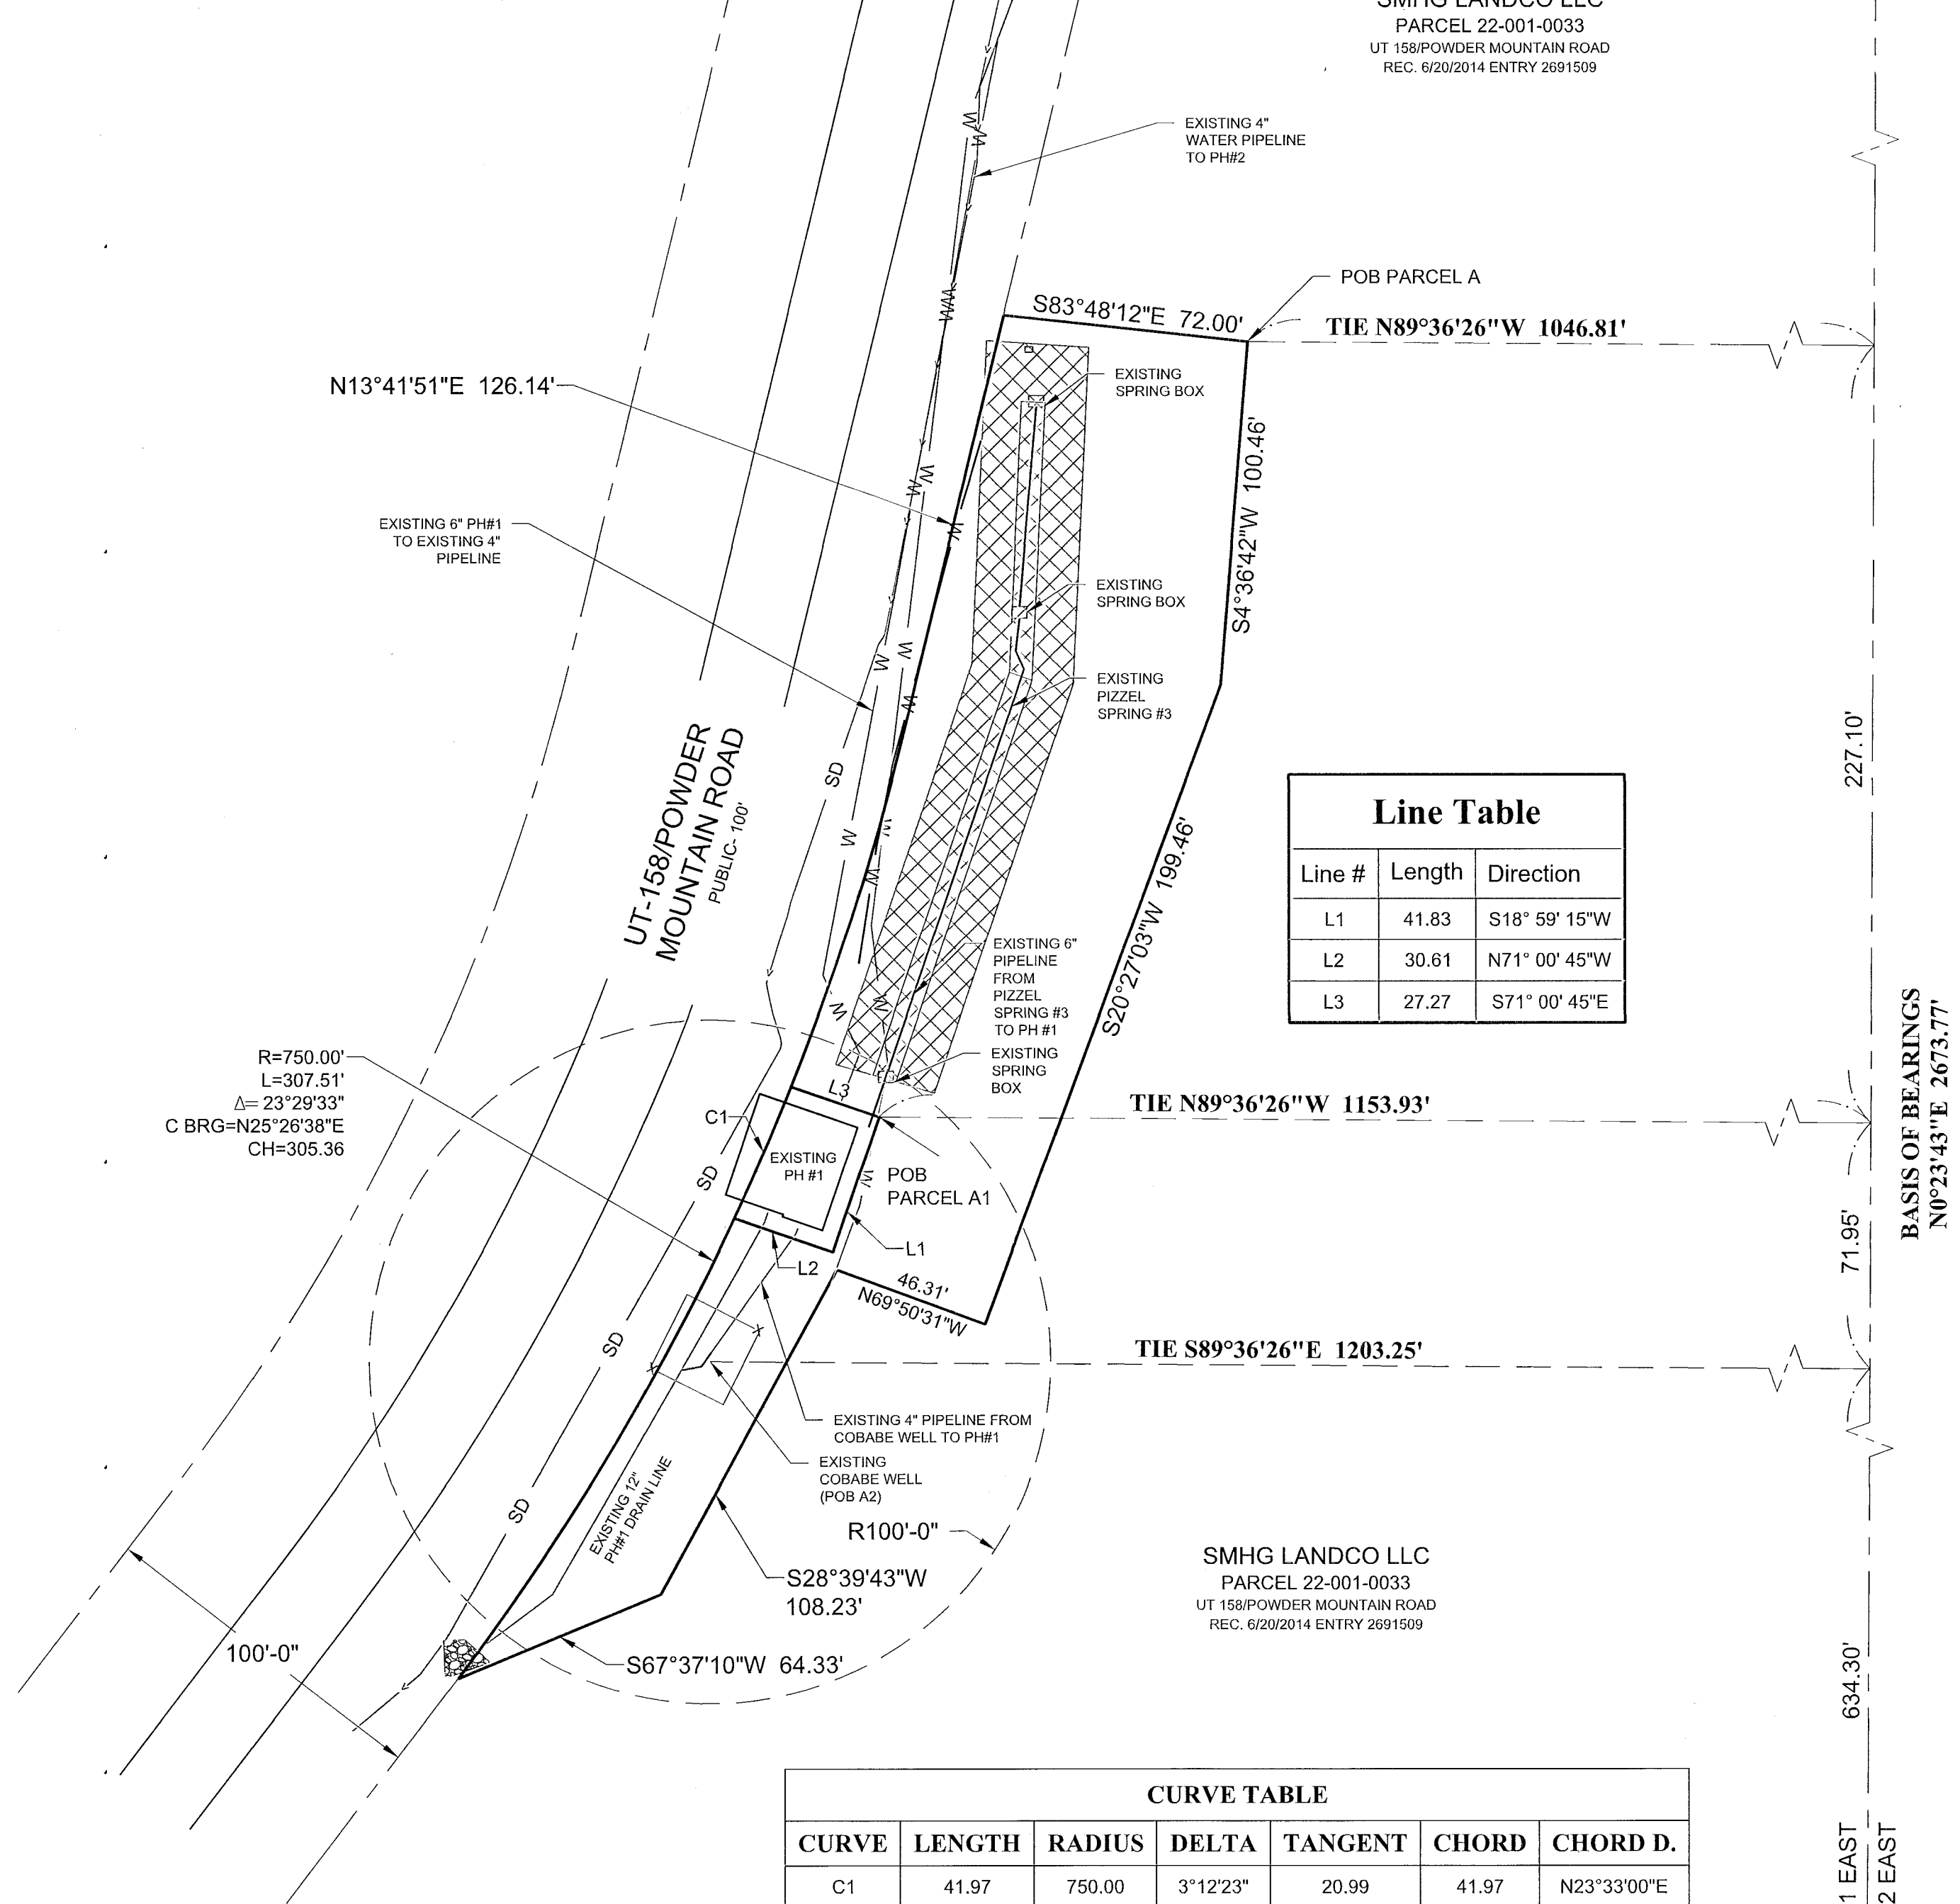 SMHG LANDCO LLC
PARCEL 22-001-0033
UT 158/POWDER MOUNTAIN ROAD
REC. 6/20/2014 ENTRY 2691509
EXISTING 4"
WATER PIPELINE
TO PH#2
POB PARCEL A
S83°48'12"E 72.00'
TIE N89°36'26"W 1046.81'
N13°41'51"E 126.14'
EXISTING
SPRING BOX
S4°36'42"W 100.46'
EXISTING 6" PH#1
TO EXISTING 4"
PIPELINE
EXISTING
SPRING BOX
EXISTING
PIZZEL
SPRING #3
UT-158/POWDER
MOUNTAIN ROAD
PUBLIC- 100'
227.10'
Line Table
Line # Length Direction
L1 41.83 S18° 59' 15"W
L2 30.61 N71° 00' 45"W
L3 27.27 S71° 00' 45"E
S20°27'03"W 199.46'
EXISTING 6"
PIPELINE
FROM
PIZZEL
SPRING #3
TO PH #1
EXISTING
SPRING
BOX
BASIS OF BEARINGS
N0°23'43"E 2673.77'
R=750.00'
L=307.51'
Δ= 23°29'33"
C BRG=N25°26'38"E
CH=305.36
L3
C1
TIE N89°36'26"W 1153.93'
EXISTING
PH #1
POB
PARCEL A1
L1
L2
46.31'
N69°50'31"W
71.95'
TIE S89°36'26"E 1203.25'
W
W
WW
W
W
W
W
W
W
W
W
W
W
W
W
W
W
SD
SD
SD
SD
X
X
EXISTING 4" PIPELINE FROM
COBABE WELL TO PH#1
EXISTING
COBABE WELL
(POB A2)
EXISTING 12"
PH#1 DRAIN LINE
R100'-0"
S28°39'43"W
108.23'
SMHG LANDCO LLC
PARCEL 22-001-0033
UT 158/POWDER MOUNTAIN ROAD
REC. 6/20/2014 ENTRY 2691509
100'-0"
S67°37'10"W 64.33'
634.30'
CURVE TABLE
CURVE LENGTH RADIUS DELTA TANGENT CHORD CHORD D.
C1 41.97 750.00 3°12'23" 20.99 41.97 N23°33'00"E
1 EAST
2 EAST